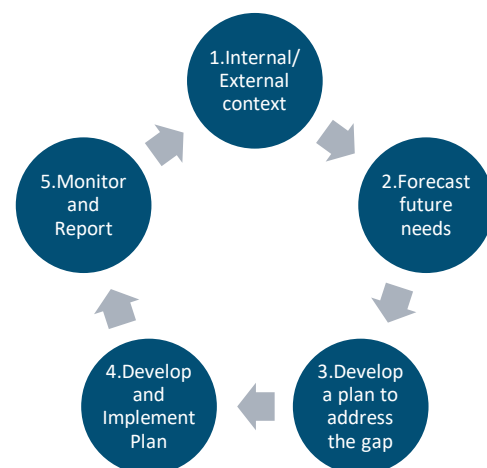 1.Internal/
External
context
2.Forecast
future
needs
3.Develop
a plan to
address
the gap
4.Develop
and
Implement
Plan
5.Monitor
and
Report